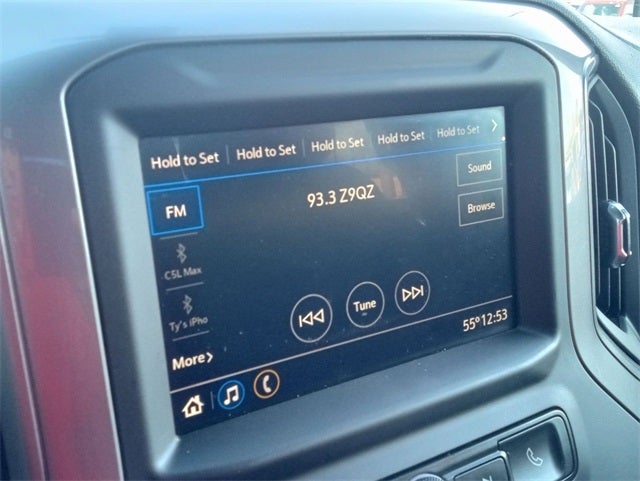 Hold to Set Hold to Set Hold to Set Hold to Set Hold to Set
Sound
FM
93.3 Z9QZ
Browse
C5L Max
Ty's iPho
Tune
More
55° 12:53